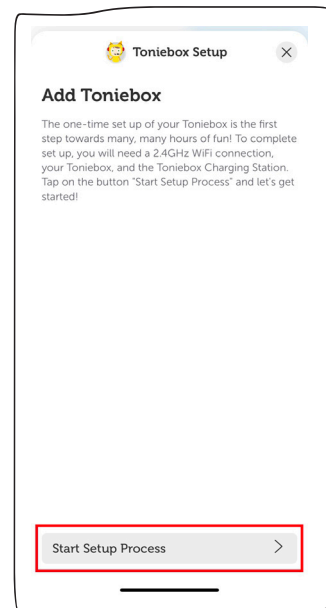 Toniebox Setup
Add Toniebox
The one-time set up of your Toniebox is the first
step towards many, many hours of fun! To complete
set up, you will need a 2.4GHz WiFi connection,
your Toniebox, and the Toniebox Charging Station.
Tap on the button "Start Setup Process" and let's get
started!
Start Setup Process